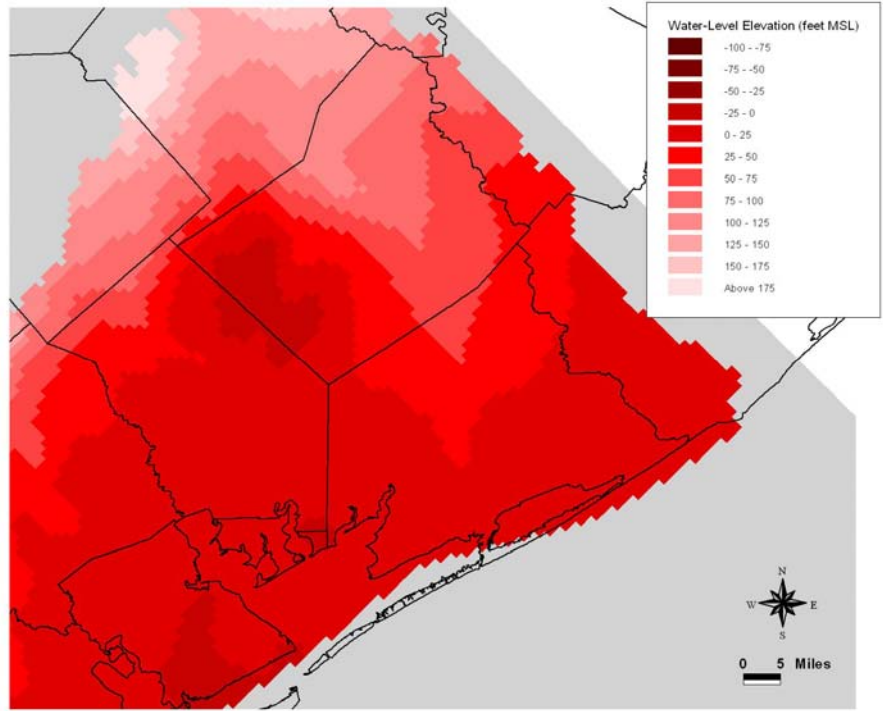 Water-Level Elevation (feet MSL)
-100 - -75
-75 - -50
-50 - -25
-25 - 0
0 - 25
25 - 50
50 - 75
75 - 100
100 - 125
125 - 150
150 - 175
Above 175
N
W E
S
0 5 Miles